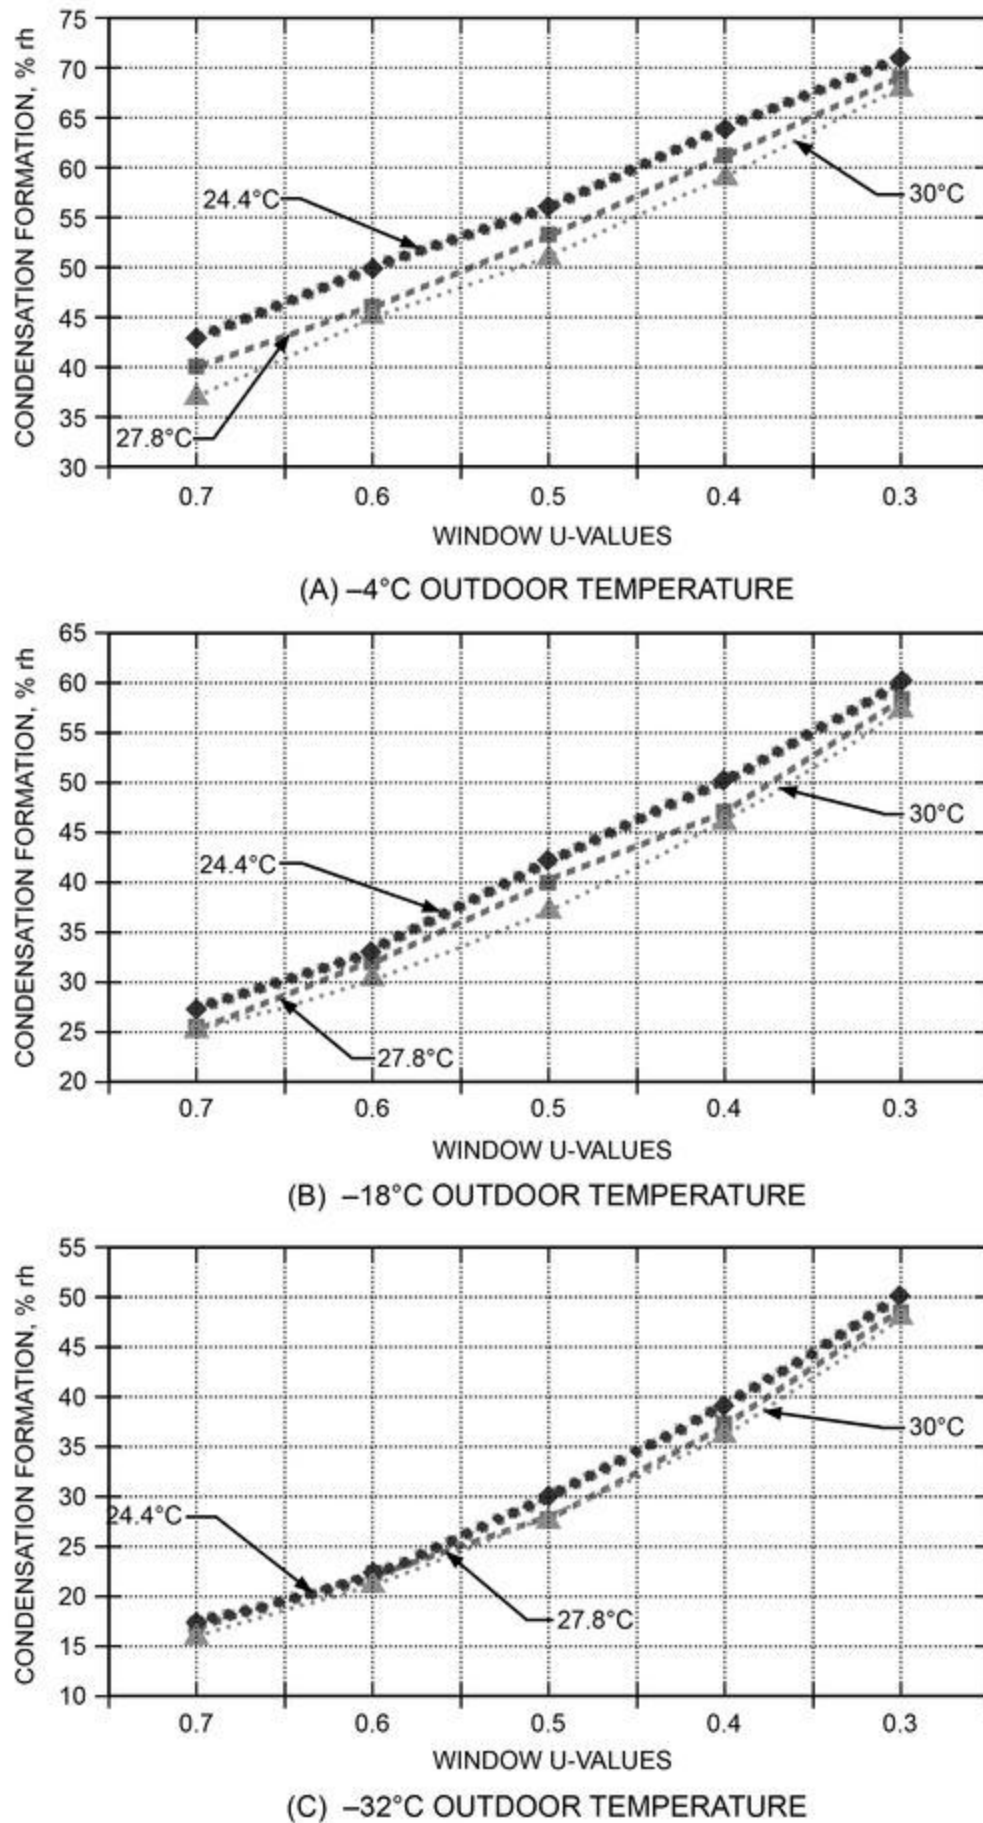 CONDENSATION FORMATION, % rh
75
70
65
60
55
50
45
40
35
30
24.4°C
30°C
27.8°C
0.7 0.6 0.5 0.4 0.3
WINDOW U-VALUES
(A) –4°C OUTDOOR TEMPERATURE
CONDENSATION FORMATION, % rh
65
60
55
50
45
40
35
30
25
20
30°C
24.4°C
27.8°C
0.7 0.6 0.5 0.4 0.3
WINDOW U-VALUES
(B) –18°C OUTDOOR TEMPERATURE
CONDENSATION FORMATION, % rh
55
50
45
40
35
30
25
20
15
10
30°C
24.4°C
27.8°C
0.7 0.6 0.5 0.4 0.3
WINDOW U-VALUES
(C) –32°C OUTDOOR TEMPERATURE